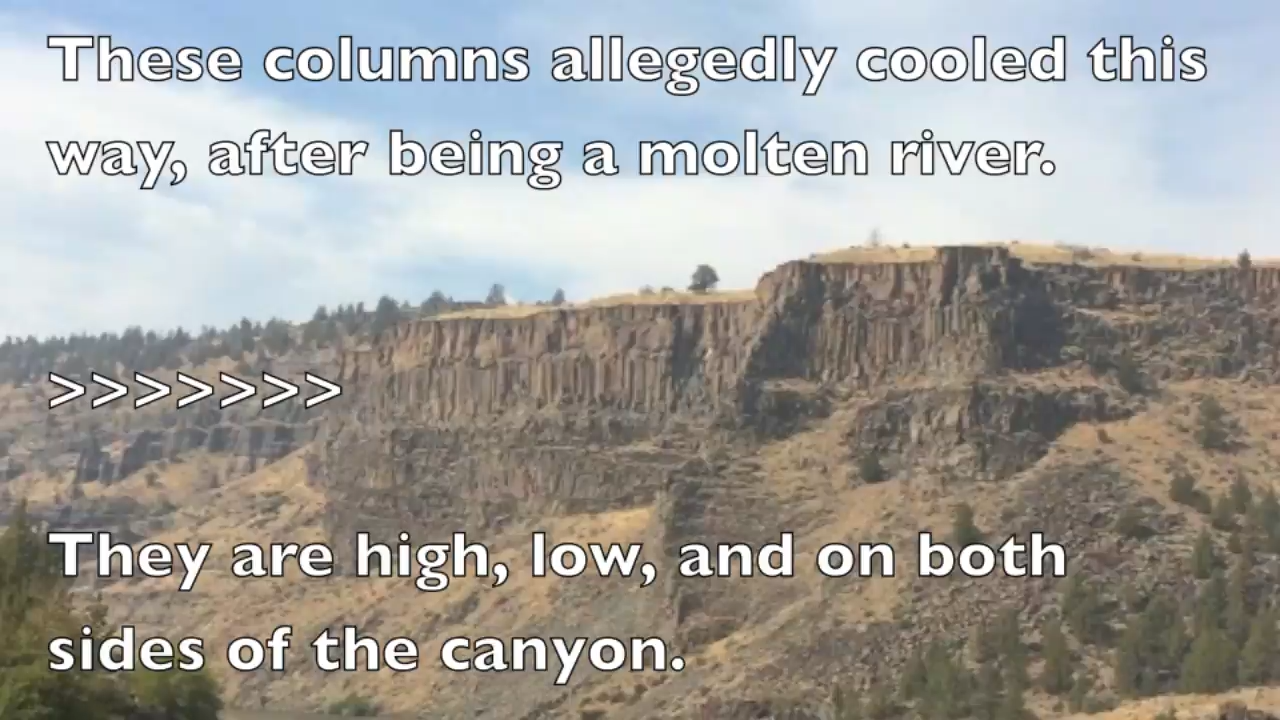 These columns allegedly cooled this
way, after being a molten river.
>>>>>>>
They are high, low, and on both
sides of the canyon.